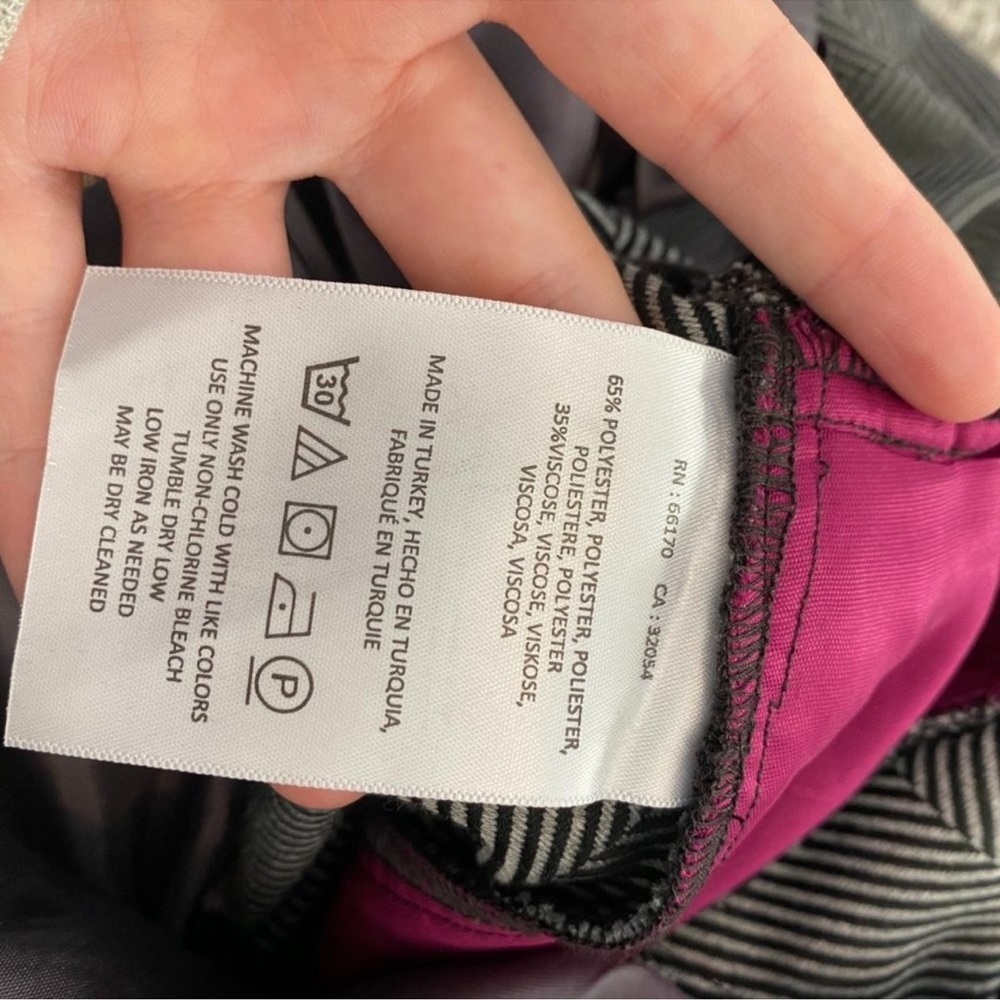 RN : 66170 CA : 32054
65% POLYESTER, POLYESTER, POLIESTER,
POLIESTERE, POLYESTER
35%VISCOSE, VISCOSE, VISKOSE,
VISCOSA, VISCOSA
MADE IN TURKEY, HECHO EN TURQUIA,
FABRIQUÉ EN TURQUIE
30 P
MACHINE WASH COLD WITH LIKE COLORS
USE ONLY NON-CHLORINE BLEACH
TUMBLE DRY LOW
LOW IRON AS NEEDED
MAY BE DRY CLEANED